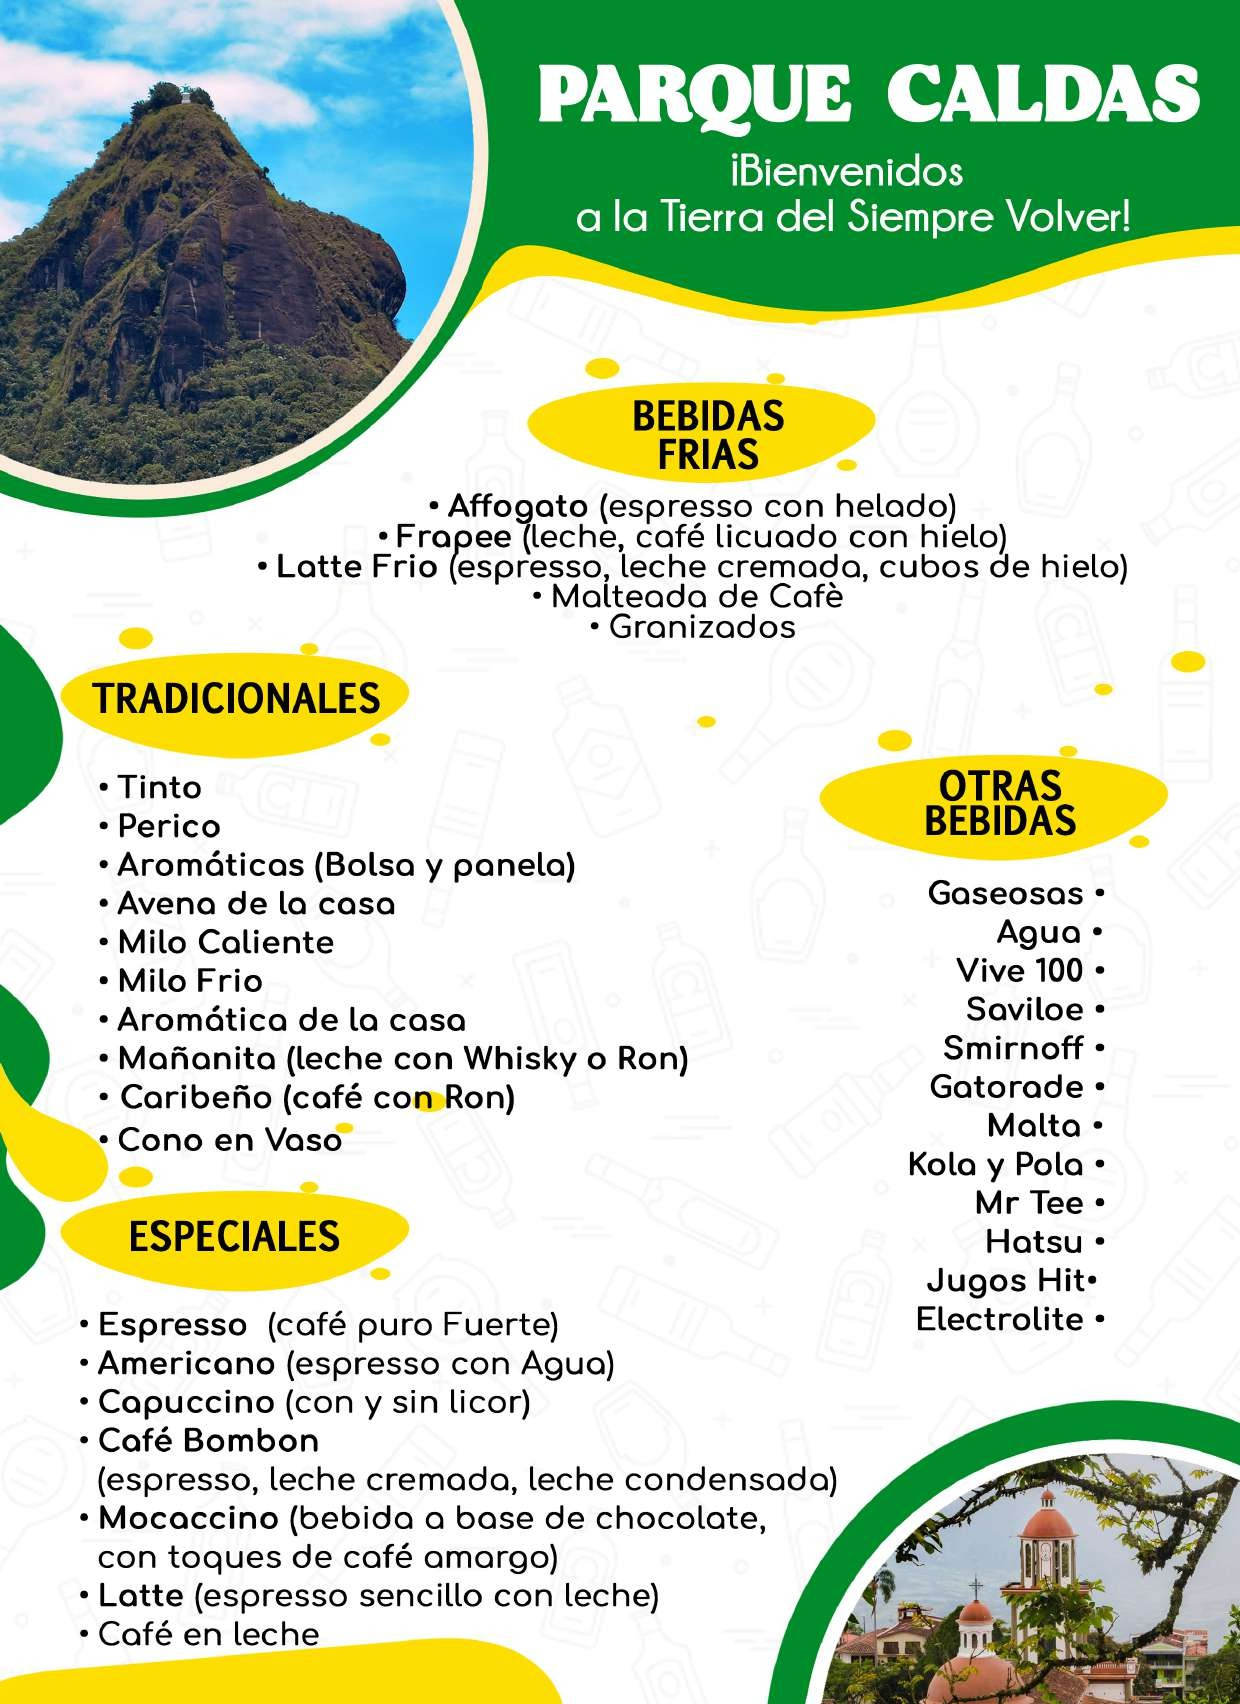 PARQUE CALDAS
¡Bienvenidos
a la Tierra del Siempre Volver!
BEBIDAS
FRIAS
• Affogato (espresso con helado)
• Frapee (leche, café licuado con hielo)
• Latte Frio (espresso, leche cremada, cubos de hielo)
• Malteada de Cafè
• Granizados
TRADICIONALES
• Tinto
• Perico
• Aromáticas (Bolsa y panela)
• Avena de la casa
• Milo Caliente
• Milo Frio
• Aromática de la casa
• Mañanita (leche con Whisky o Ron)
• Caribeño (café con Ron)
• Cono en Vaso
OTRAS
BEBIDAS
Gaseosas •
Agua •
Vive 100 •
Saviloe •
Smirnoff •
Gatorade •
Malta •
Kola y Pola •
Mr Tee •
Hatsu •
Jugos Hit•
Electrolite •
ESPECIALES
• Espresso (café puro Fuerte)
• Americano (espresso con Agua)
• Capuccino (con y sin licor)
• Café Bombon
(espresso, leche cremada, leche condensada)
• Mocaccino (bebida a base de chocolate,
con toques de café amargo)
• Latte (espresso sencillo con leche)
• Café en leche